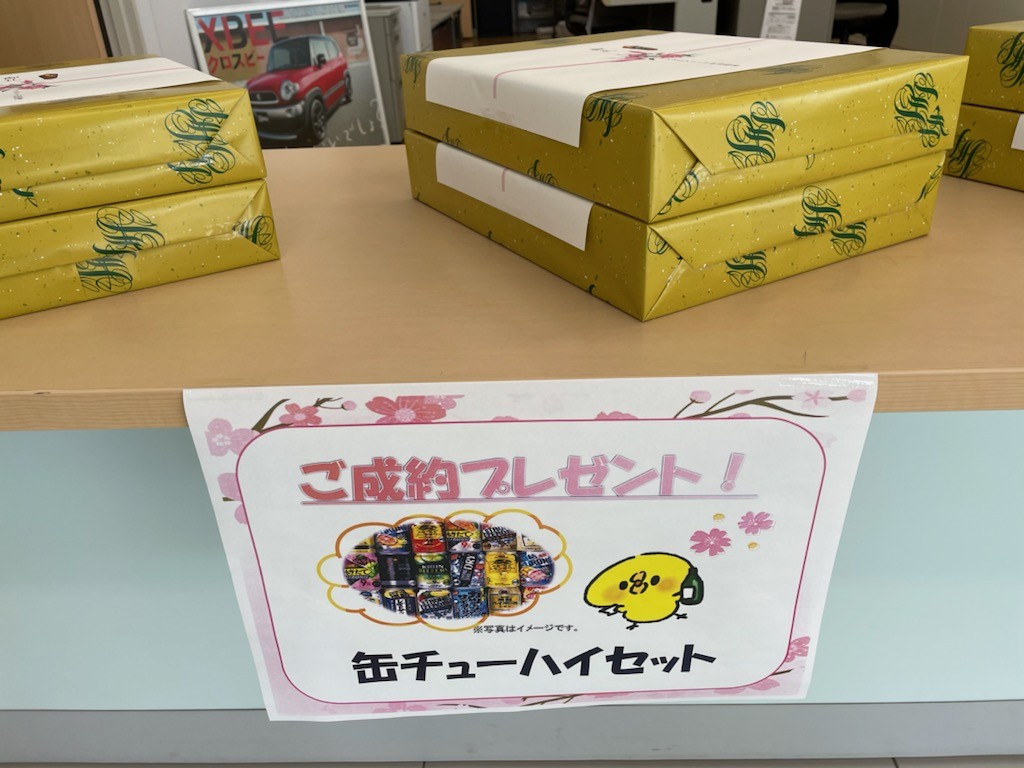 XBEE
クロスビー
ご成約プレゼント！
※写真はイメージです。
缶チューハイセット